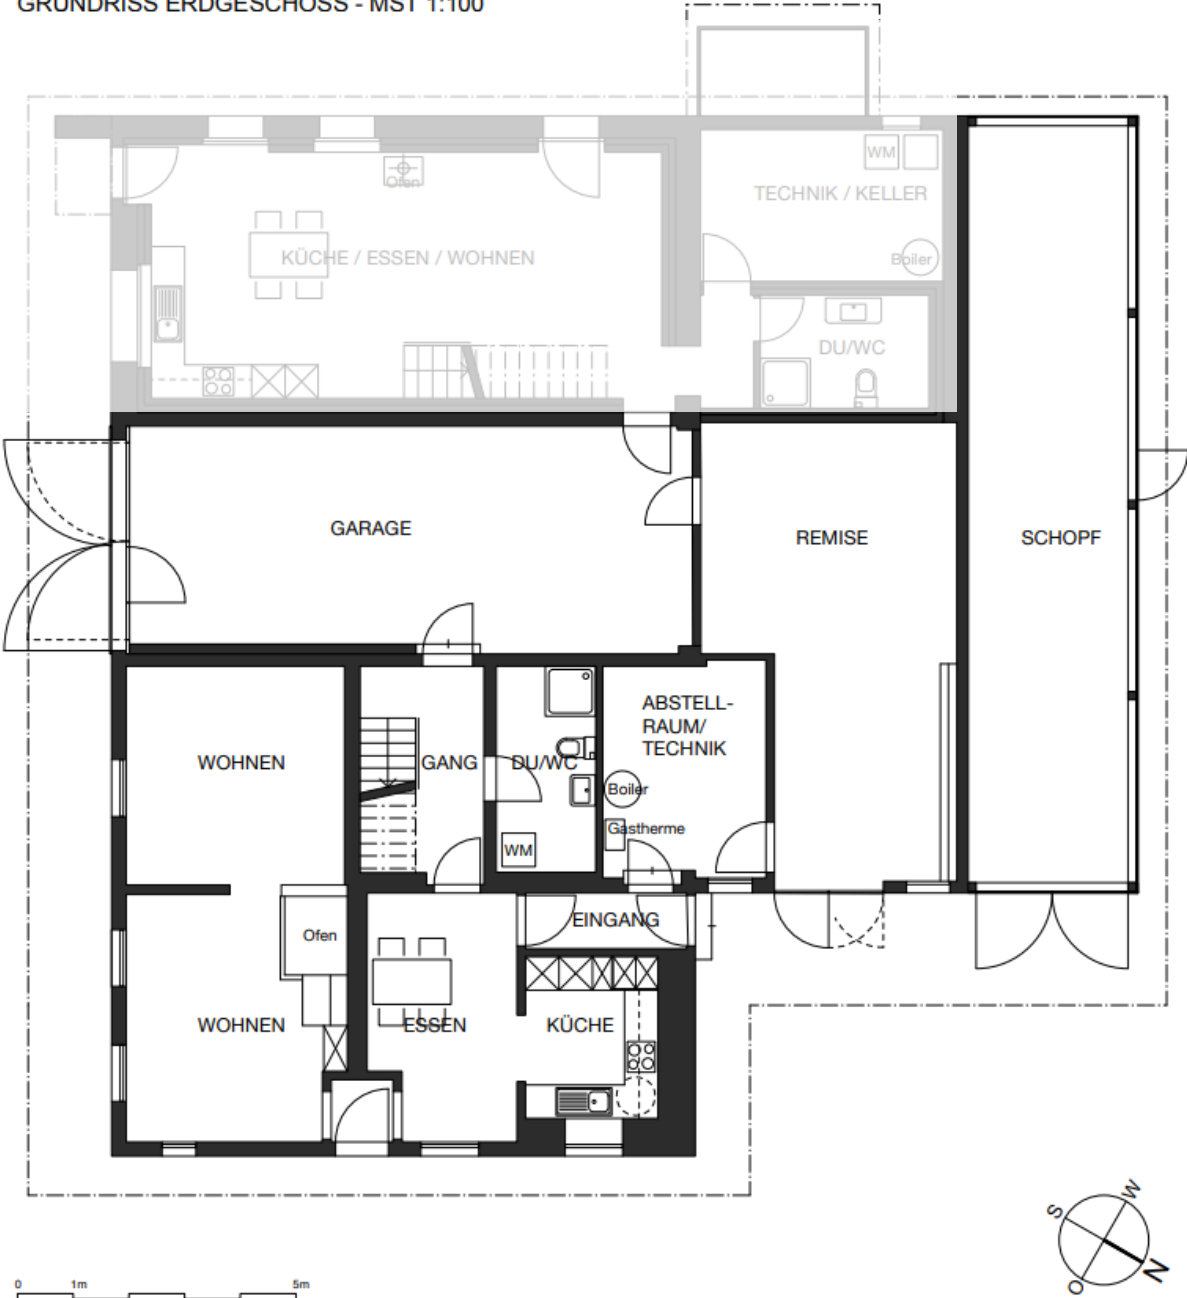 GRUNDRISS ERDGESCHOSS - MST 1:100
WM
Ofen
TECHNIK / KELLER
KÜCHE / ESSEN / WOHNEN
Boiler
DU/WC
GARAGE
REMISE
SCHOPF
ABSTELL-
RAUM/
TECHNIK
WOHNEN
GANG
DU/WC
Boiler
Gastherme
WM
EINGANG
Ofen
WOHNEN
ESSEN
KÜCHE
W
S
N
O
0 1m 5m